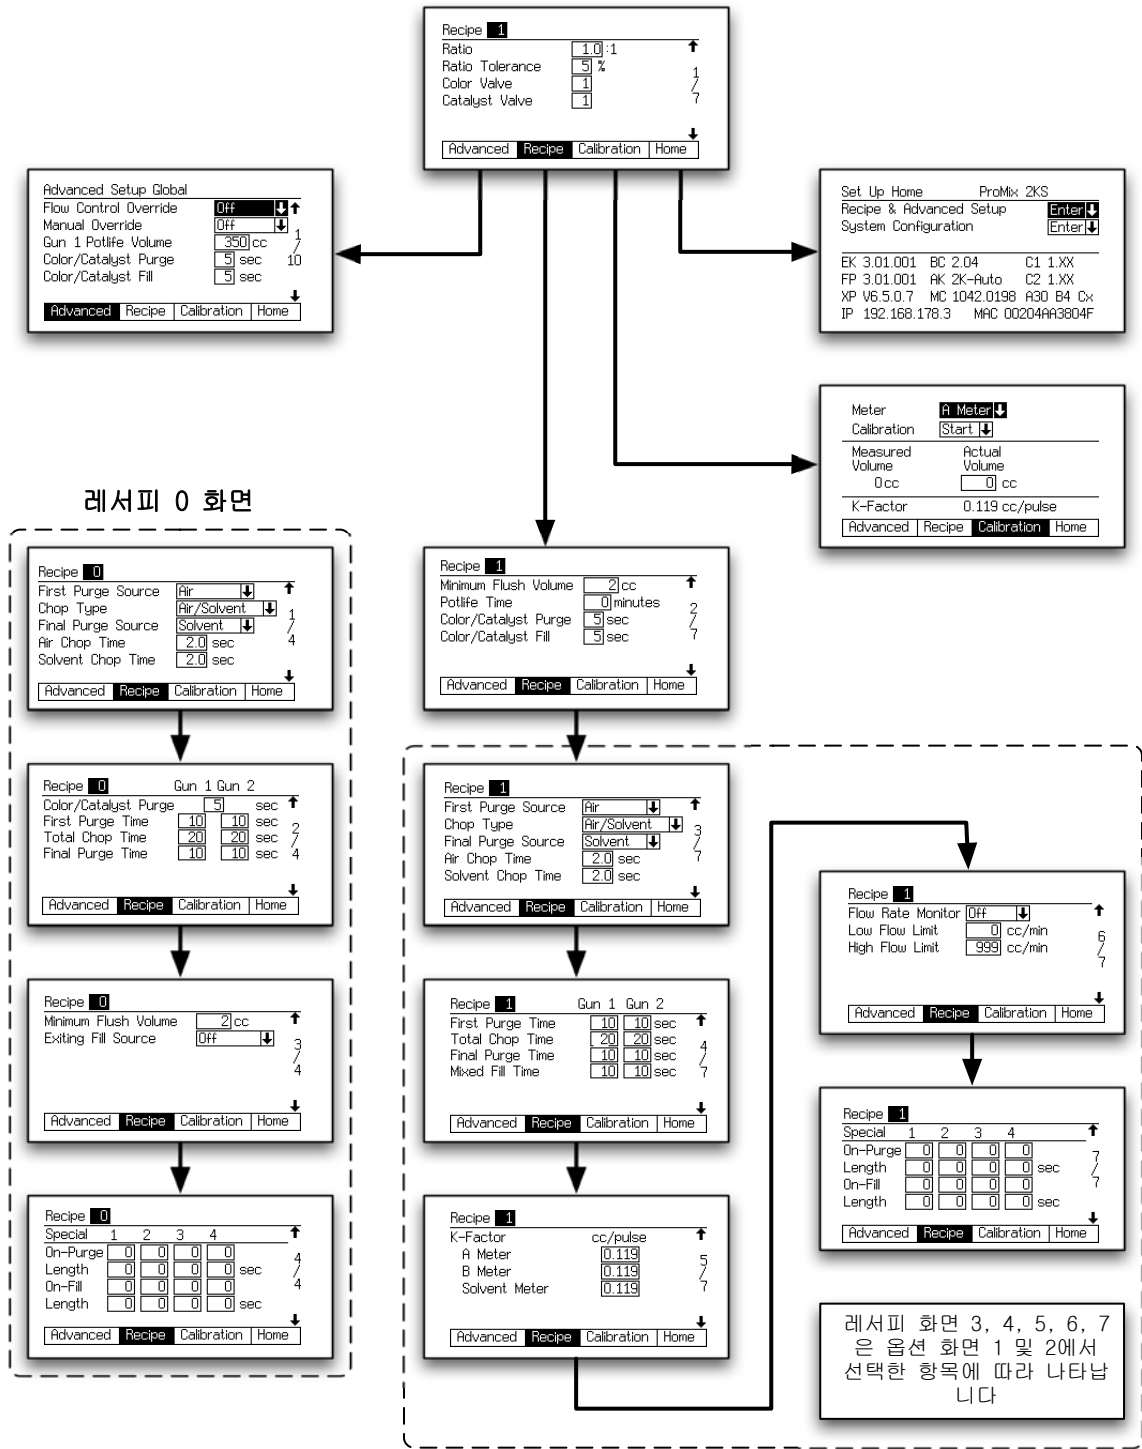 Recipe 1
Ratio 1.0 :1
Ratio Tolerance 5 %
Color Valve 1
Catalyst Valve 1
1
/
7
Advanced Recipe Calibration Home
Advanced Setup Global
Flow Control Override Off
Manual Override Off
Gun 1 Potlife Volume 350 cc
Color/Catalyst Purge 5 sec
Color/Catalyst Fill 5 sec
1
/
10
Advanced Recipe Calibration Home
Set Up Home ProMix 2KS
Recipe & Advanced Setup Enter
System Configuration Enter
EK 3.01.001 BC 2.04 C1 1.XX
FP 3.01.001 AK 2K-Auto C2 1.XX
XP V6.5.0.7 MC 1042.0198 A30 B4 Cx
IP 192.168.178.3 MAC 00204AA3804F
Meter A Meter
Calibration Start
Measured Actual
Volume Volume
0 cc 0 cc
K-Factor 0.119 cc/pulse
Advanced Recipe Calibration Home
레서피 0 화면
Recipe 0
First Purge Source Air
Chop Type Air/Solvent
Final Purge Source Solvent
Air Chop Time 2.0 sec
Solvent Chop Time 2.0 sec
1
/
4
Advanced Recipe Calibration Home
Recipe 0 Gun 1 Gun 2
Color/Catalyst Purge 5 sec
First Purge Time 10 10 sec
Total Chop Time 20 20 sec
Final Purge Time 10 10 sec
2
/
4
Advanced Recipe Calibration Home
Recipe 0
Minimum Flush Volume 2 cc
Exiting Fill Source Off
3
/
4
Advanced Recipe Calibration Home
Recipe 0
Special 1 2 3 4
On-Purge 0 0 0 0
Length 0 0 0 0 sec
On-Fill 0 0 0 0
Length 0 0 0 0 sec
4
/
4
Advanced Recipe Calibration Home
Recipe 1
Minimum Flush Volume 2 cc
Potlife Time 0 minutes
Color/Catalyst Purge 5 sec
Color/Catalyst Fill 5 sec
2
/
7
Advanced Recipe Calibration Home
Recipe 1
First Purge Source Air
Chop Type Air/Solvent
Final Purge Source Solvent
Air Chop Time 2.0 sec
Solvent Chop Time 2.0 sec
3
/
7
Advanced Recipe Calibration Home
Recipe 1 Gun 1 Gun 2
First Purge Time 10 10 sec
Total Chop Time 20 20 sec
Final Purge Time 10 10 sec
Mixed Fill Time 10 10 sec
4
/
7
Advanced Recipe Calibration Home
Recipe 1
K-Factor cc/pulse
A Meter 0.119
B Meter 0.119
Solvent Meter 0.119
5
/
7
Advanced Recipe Calibration Home
Recipe 1
Flow Rate Monitor Off
Low Flow Limit 0 cc/min
High Flow Limit 999 cc/min
6
/
7
Advanced Recipe Calibration Home
Recipe 1
Special 1 2 3 4
On-Purge 0 0 0 0
Length 0 0 0 0 sec
On-Fill 0 0 0 0
Length 0 0 0 0 sec
7
/
7
Advanced Recipe Calibration Home
레서피 화면 3, 4, 5, 6, 7
은 옵션 화면 1 및 2에서
선택한 항목에 따라 나타납
니다